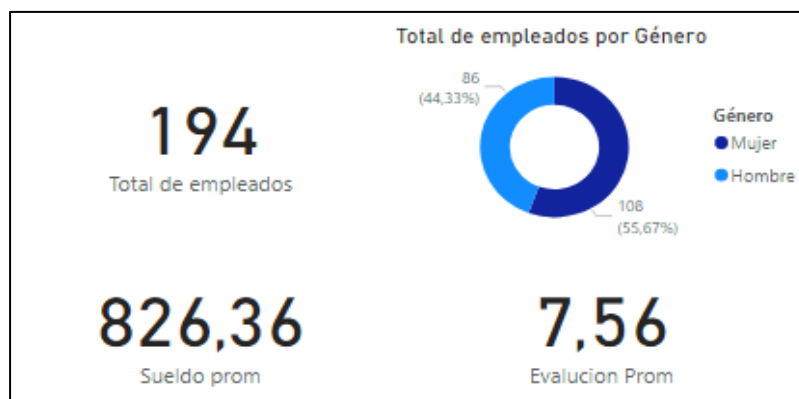 Total de empleados por Género
194
Total de empleados
86
(44,33%)
108
(55,67%)
Género
Mujer
Hombre
826,36
Sueldo prom
7,56
Evalucion Prom